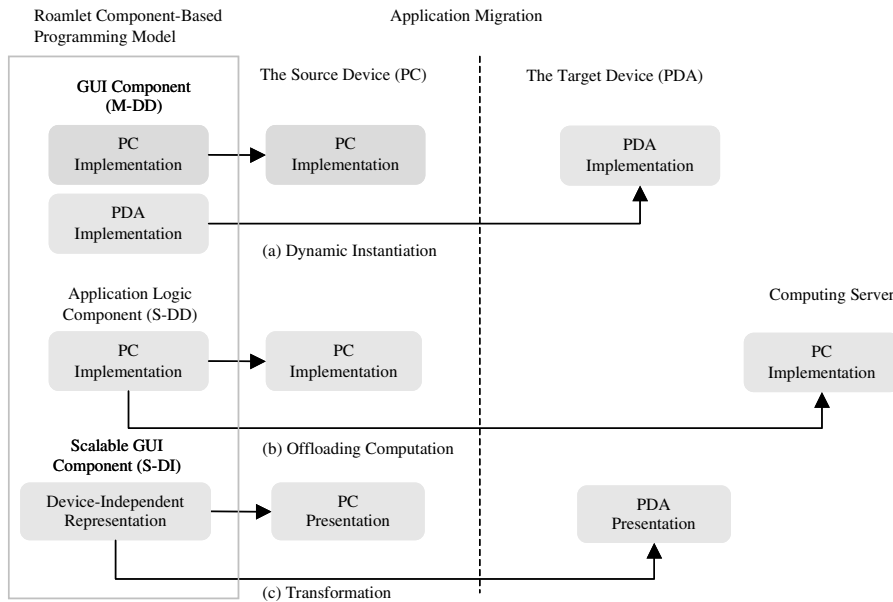 Roamlet Component-Based
Programming Model
Application Migration
The Source Device (PC)
The Target Device (PDA)
GUI Component
(M-DD)
PC
Implementation
PC
Implementation
PDA
Implementation
PDA
Implementation
(a) Dynamic Instantiation
Application Logic
Component (S-DD)
Computing Server
PC
Implementation
PC
Implementation
PC
Implementation
(b) Offloading Computation
Scalable GUI
Component (S-DI)
Device-Independent
Representation
PC
Presentation
PDA
Presentation
(c) Transformation